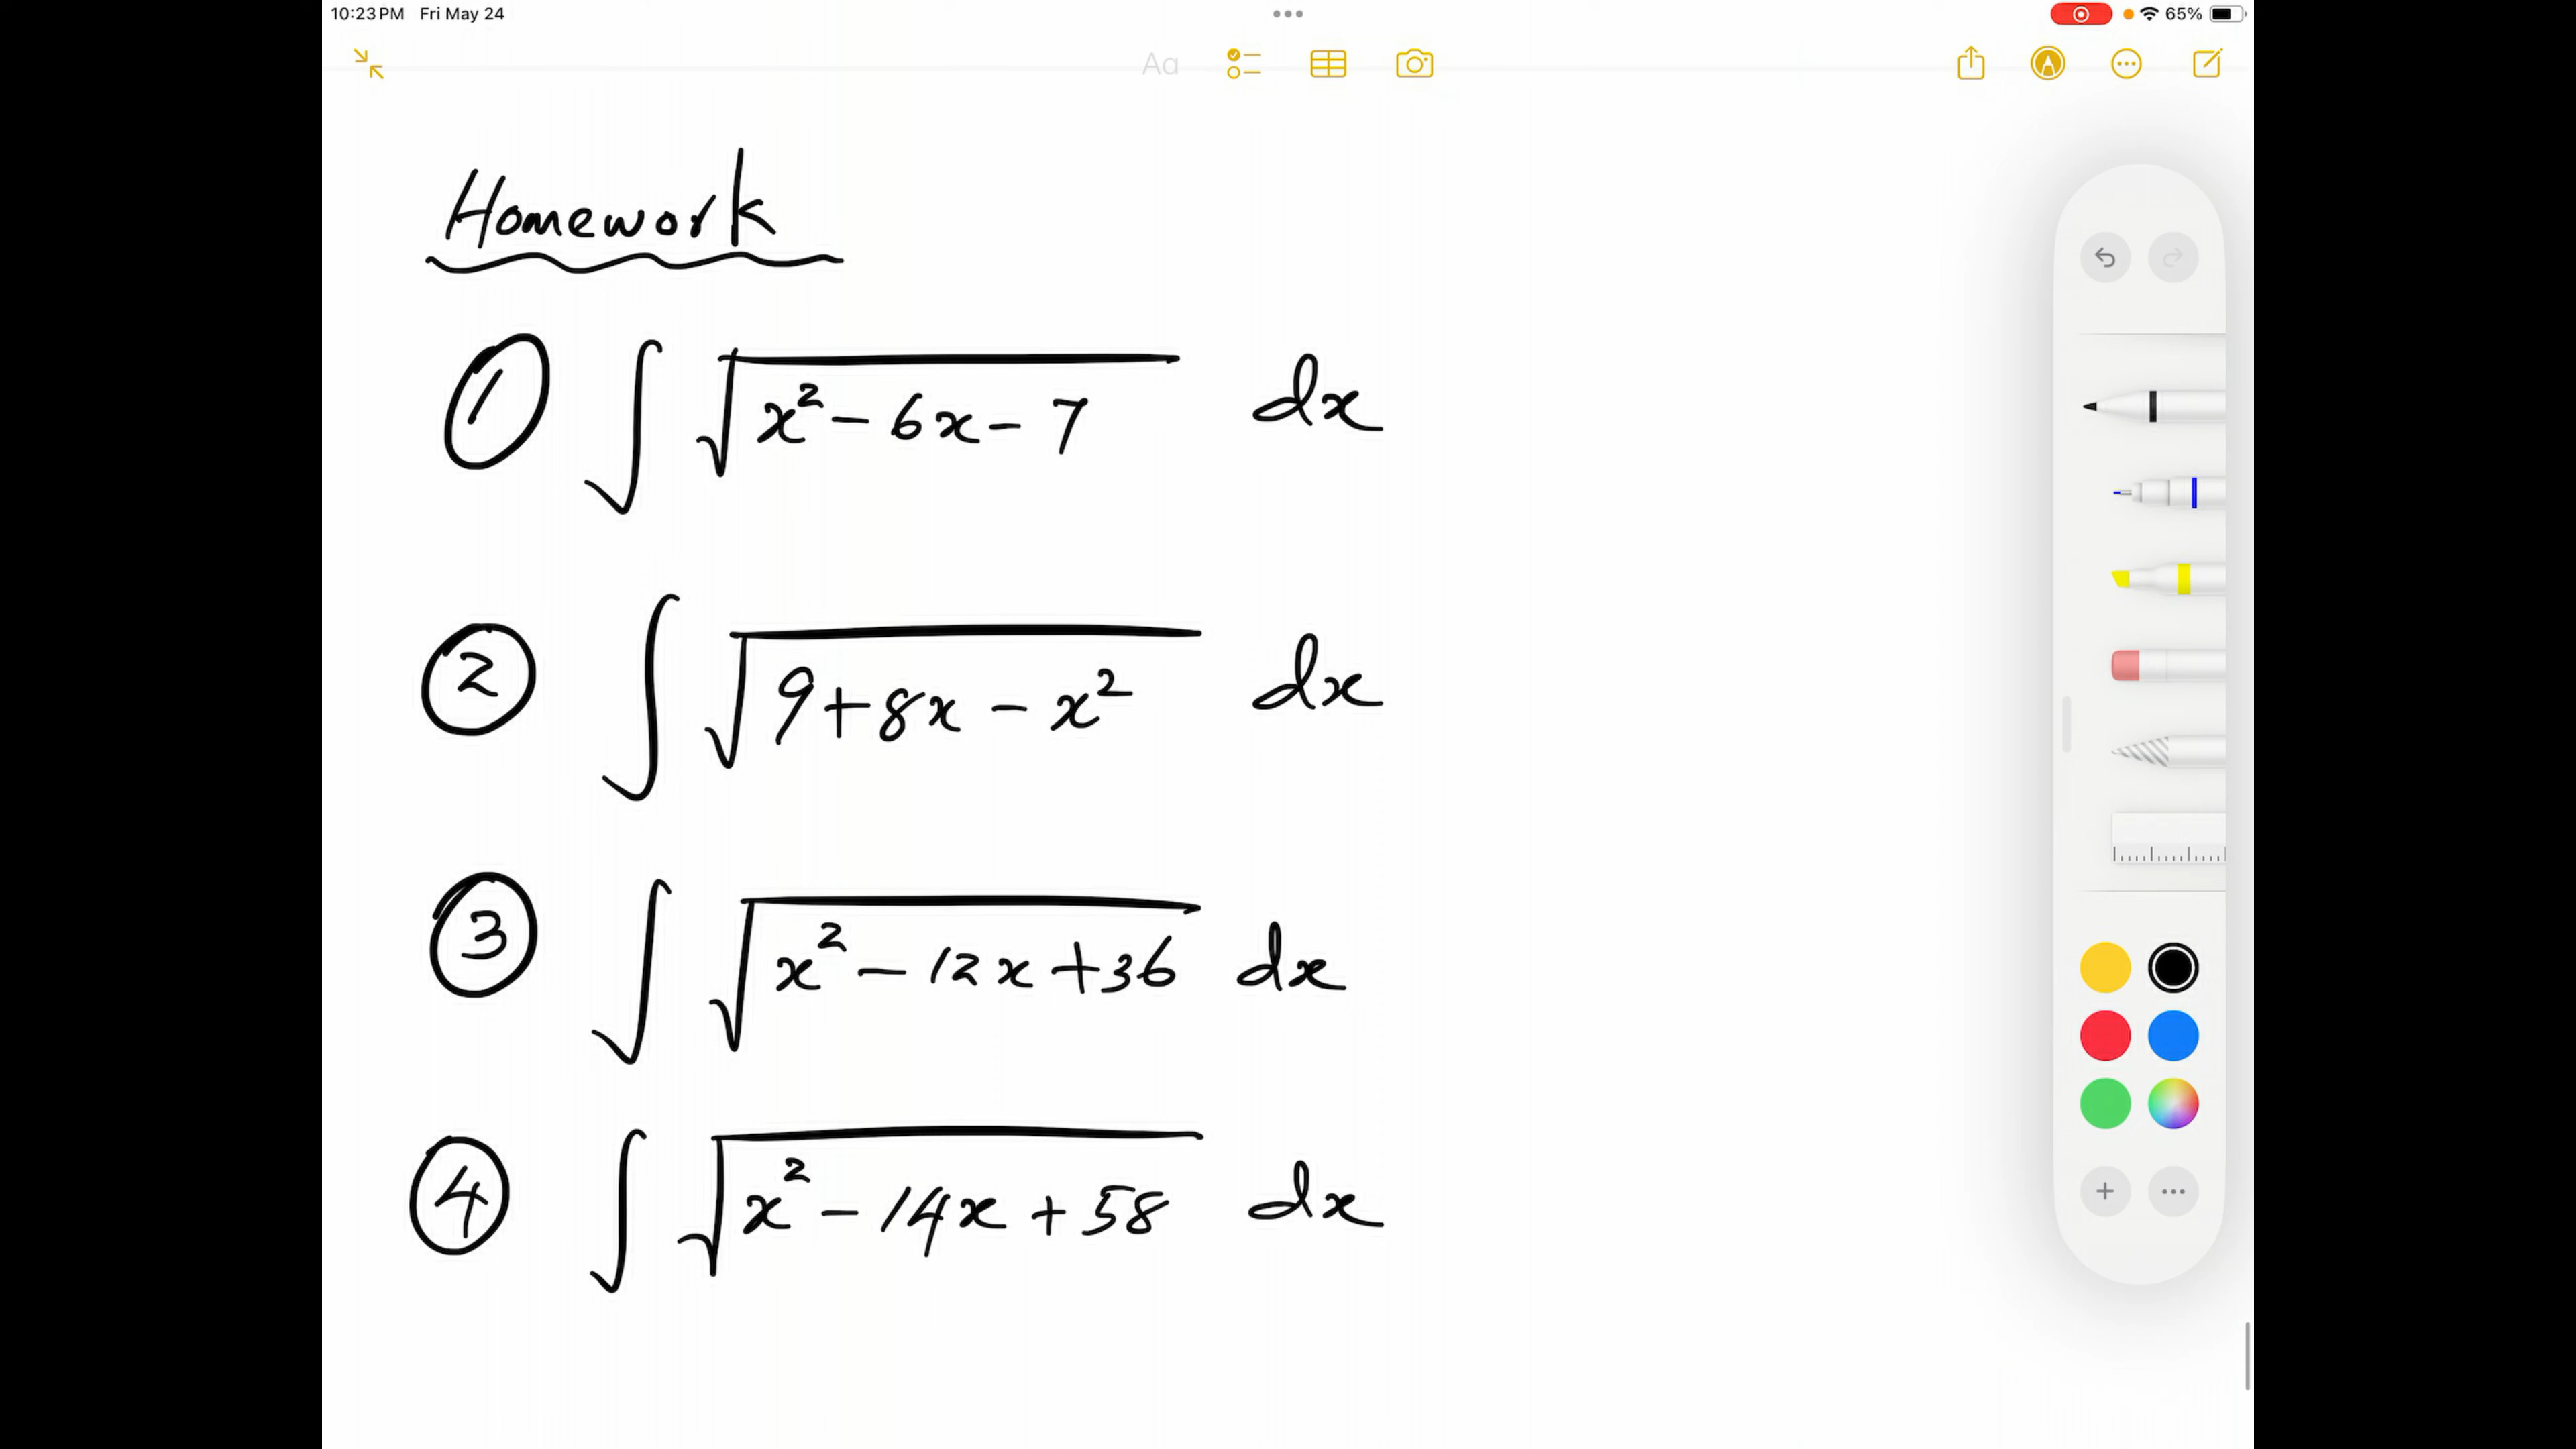 10:23 PM Fri May 24
65%
Aa
Homework
① ∫ √(x² - 6x - 7) dx
② ∫ √(9 + 8x - x²) dx
③ ∫ √(x² - 12x + 36) dx
④ ∫ √(x² - 14x + 58) dx